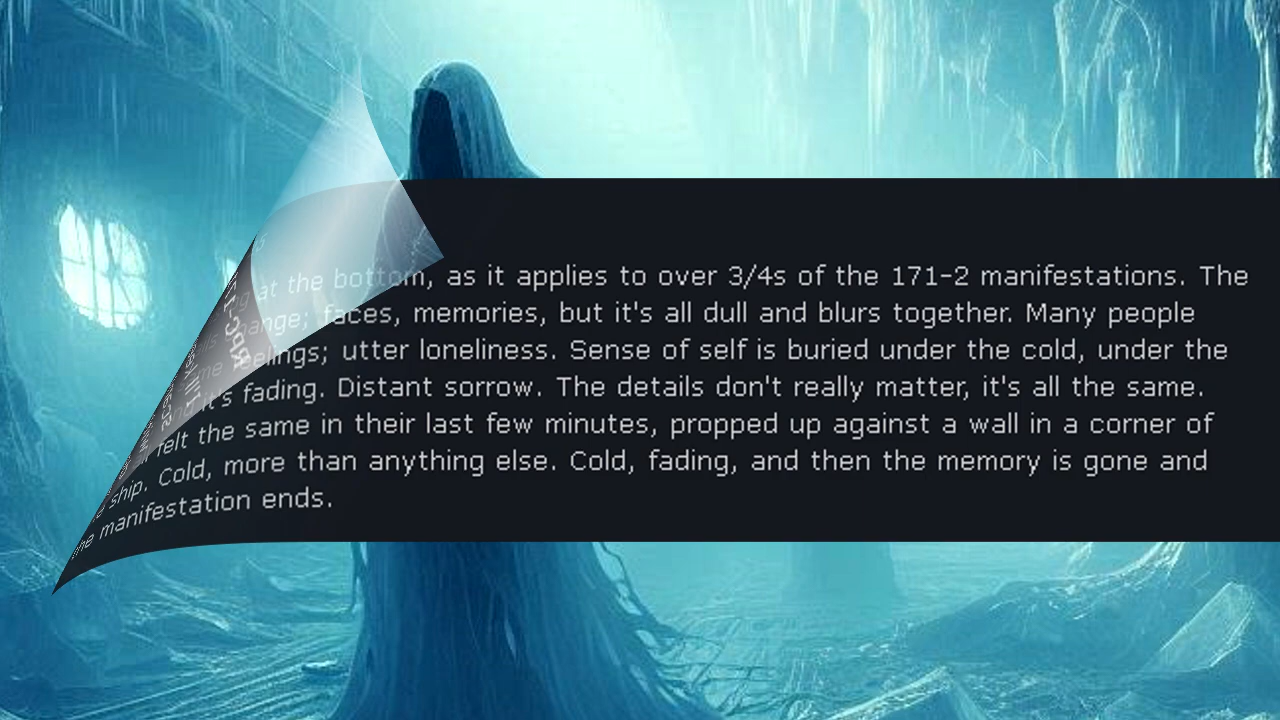 at the bottom, as it applies to over 3/4s of the 171-2 manifestations. The
faces, memories, but it's all dull and blurs together. Many people
feelings; utter loneliness. Sense of self is buried under the cold, under the
it's fading. Distant sorrow. The details don't really matter, it's all the same.
felt the same in their last few minutes, propped up against a wall in a corner of
ship. Cold, more than anything else. Cold, fading, and then the memory is gone and
the manifestation ends.